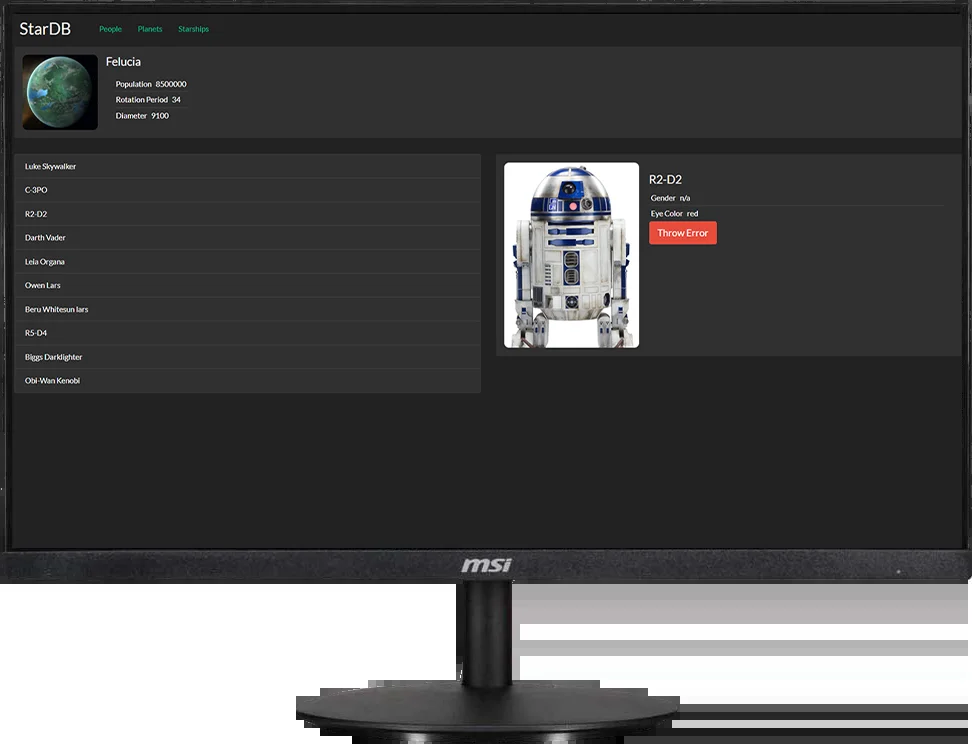 StarDB People Planets Starships
Felucia
Population 8500000
Rotation Period 34
Diameter 9100
Luke Skywalker
C-3PO
R2-D2
Darth Vader
Leia Organa
Owen Lars
Beru Whitesun lars
R5-D4
Biggs Darklighter
Obi-Wan Kenobi
R2-D2
Gender n/a
Eye Color red
Throw Error
msi